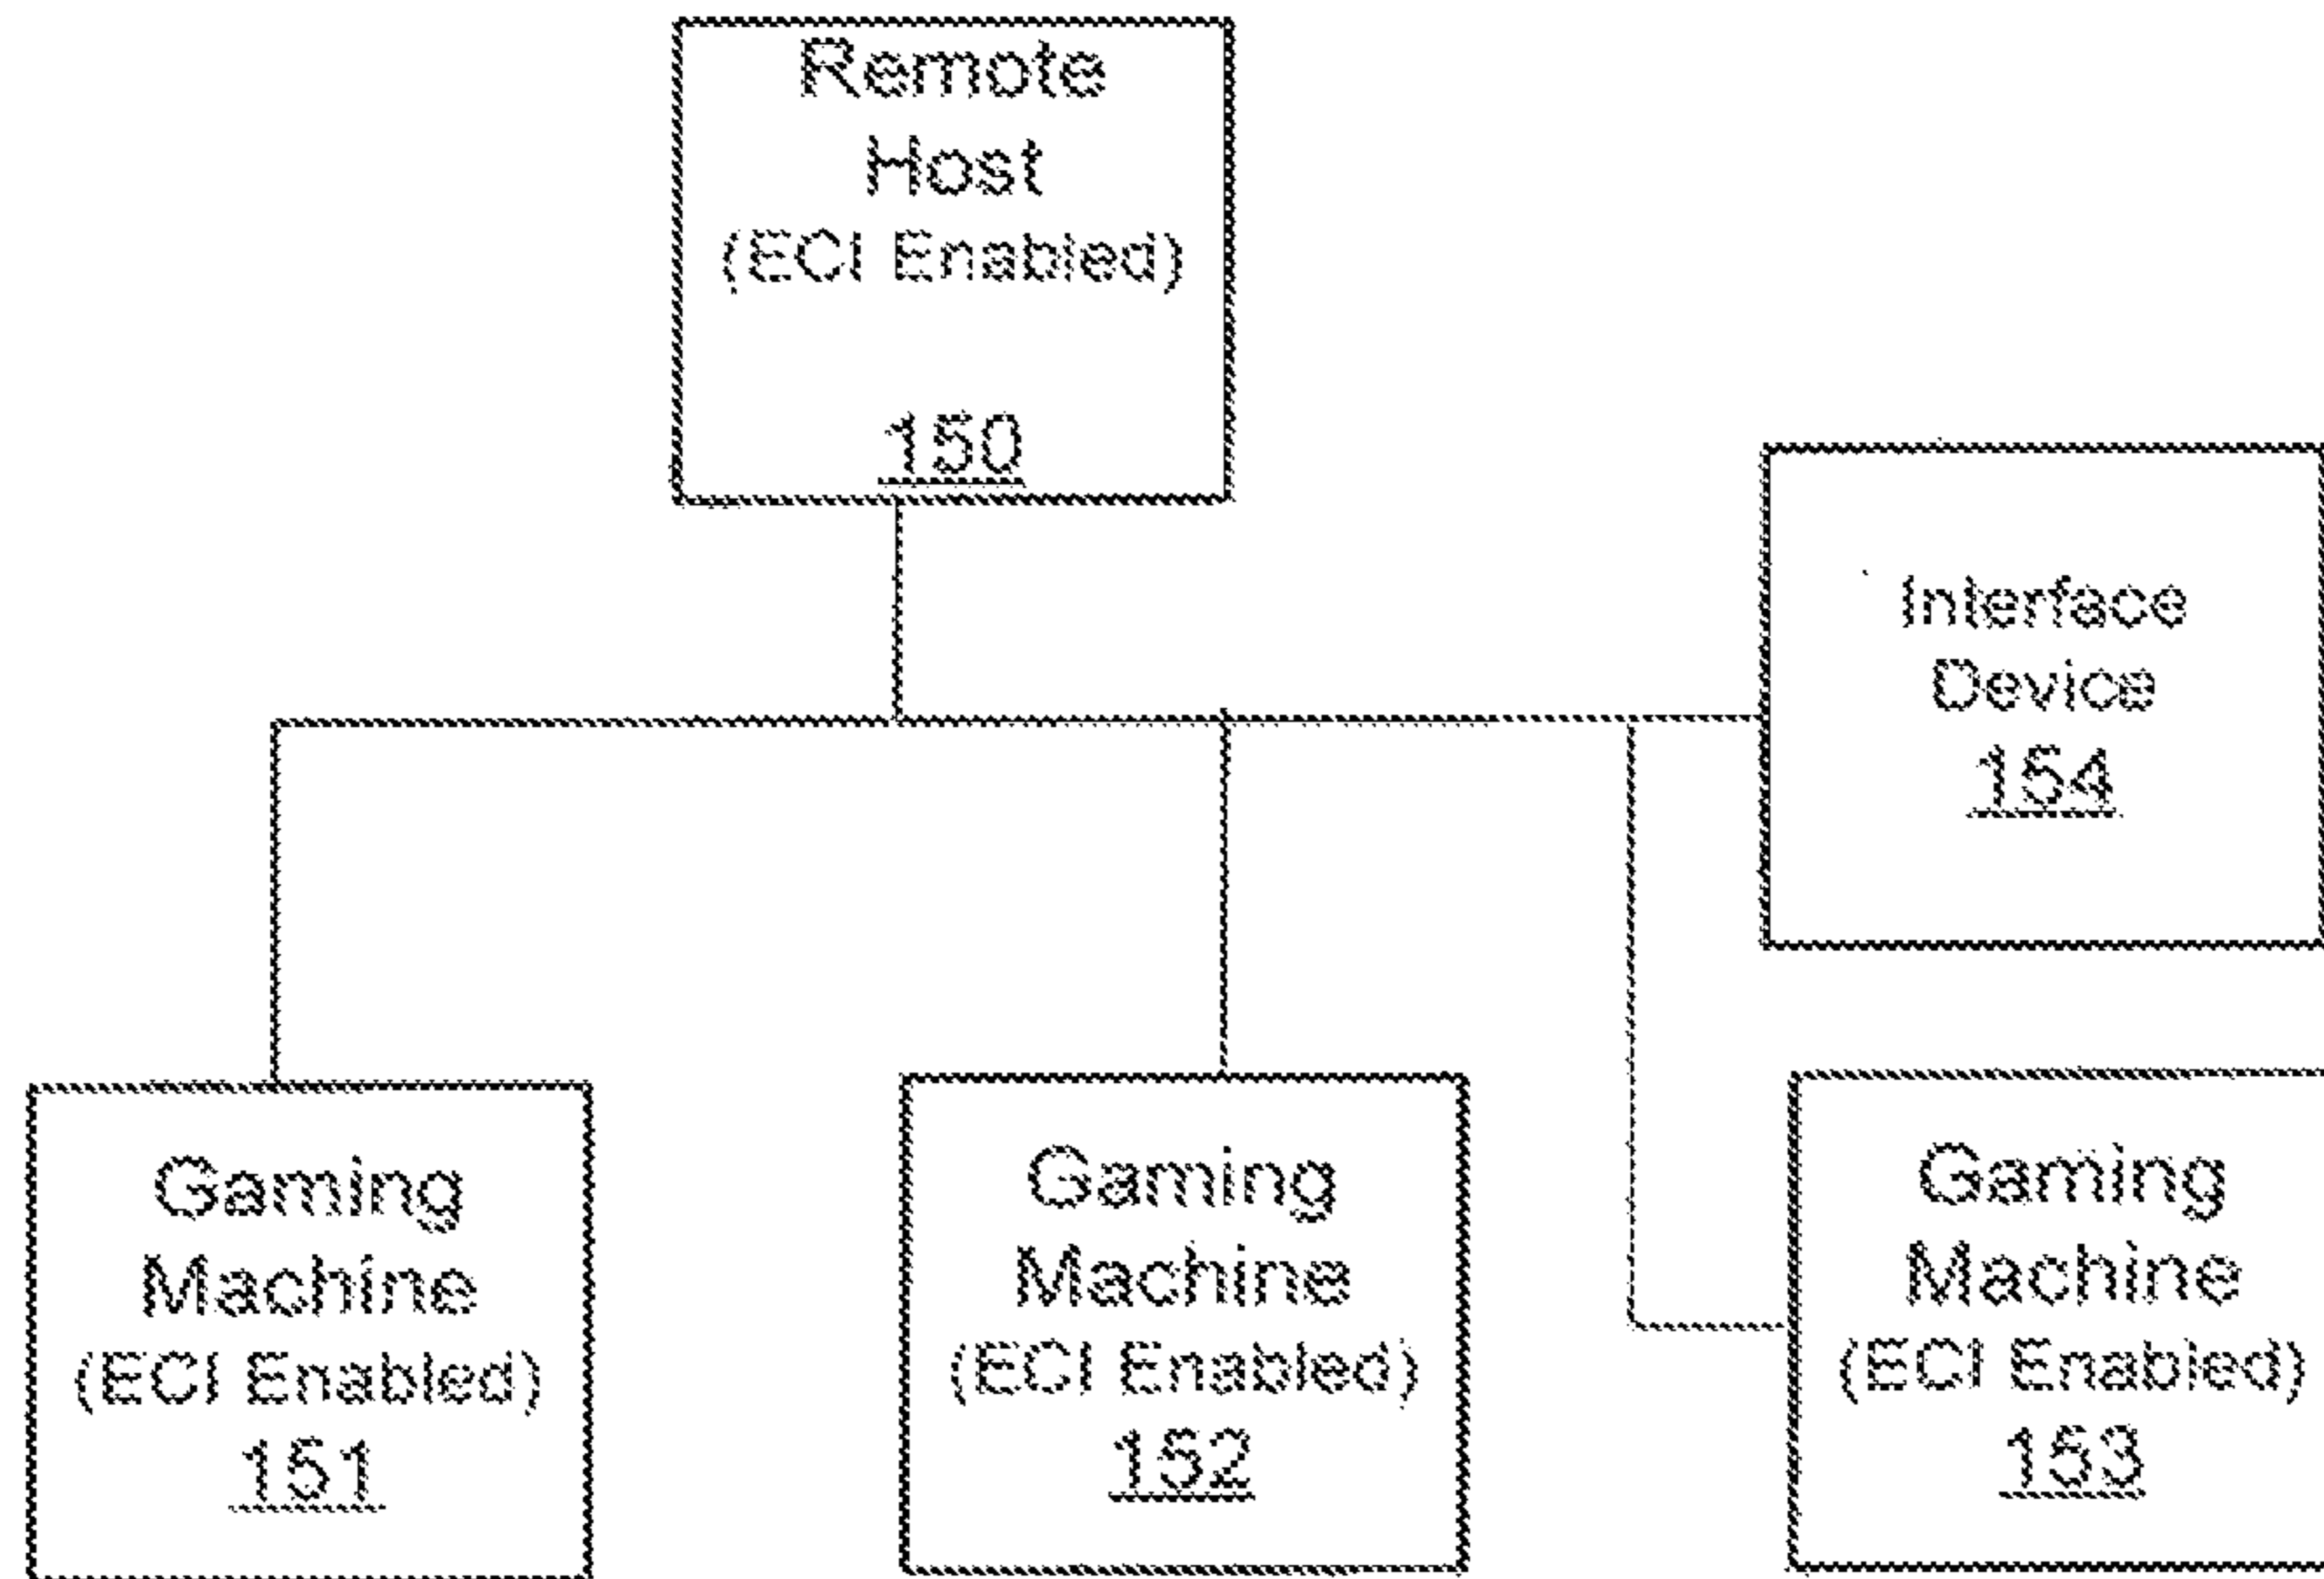 Remote
Host
(ECI Enabled)
150
Interface
Device
154
Gaming
Machine
(ECI Enabled)
151
Gaming
Machine
(ECI Enabled)
152
Gaming
Machine
(ECI Enabled)
153